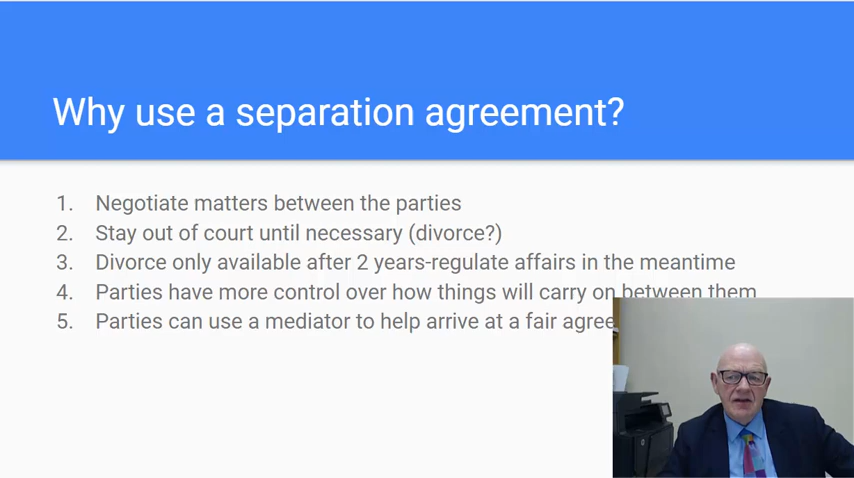 Why use a separation agreement?
1. Negotiate matters between the parties
2. Stay out of court until necessary (divorce?)
3. Divorce only available after 2 years-regulate affairs in the meantime
4. Parties have more control over how things will carry on between them
5. Parties can use a mediator to help arrive at a fair agree